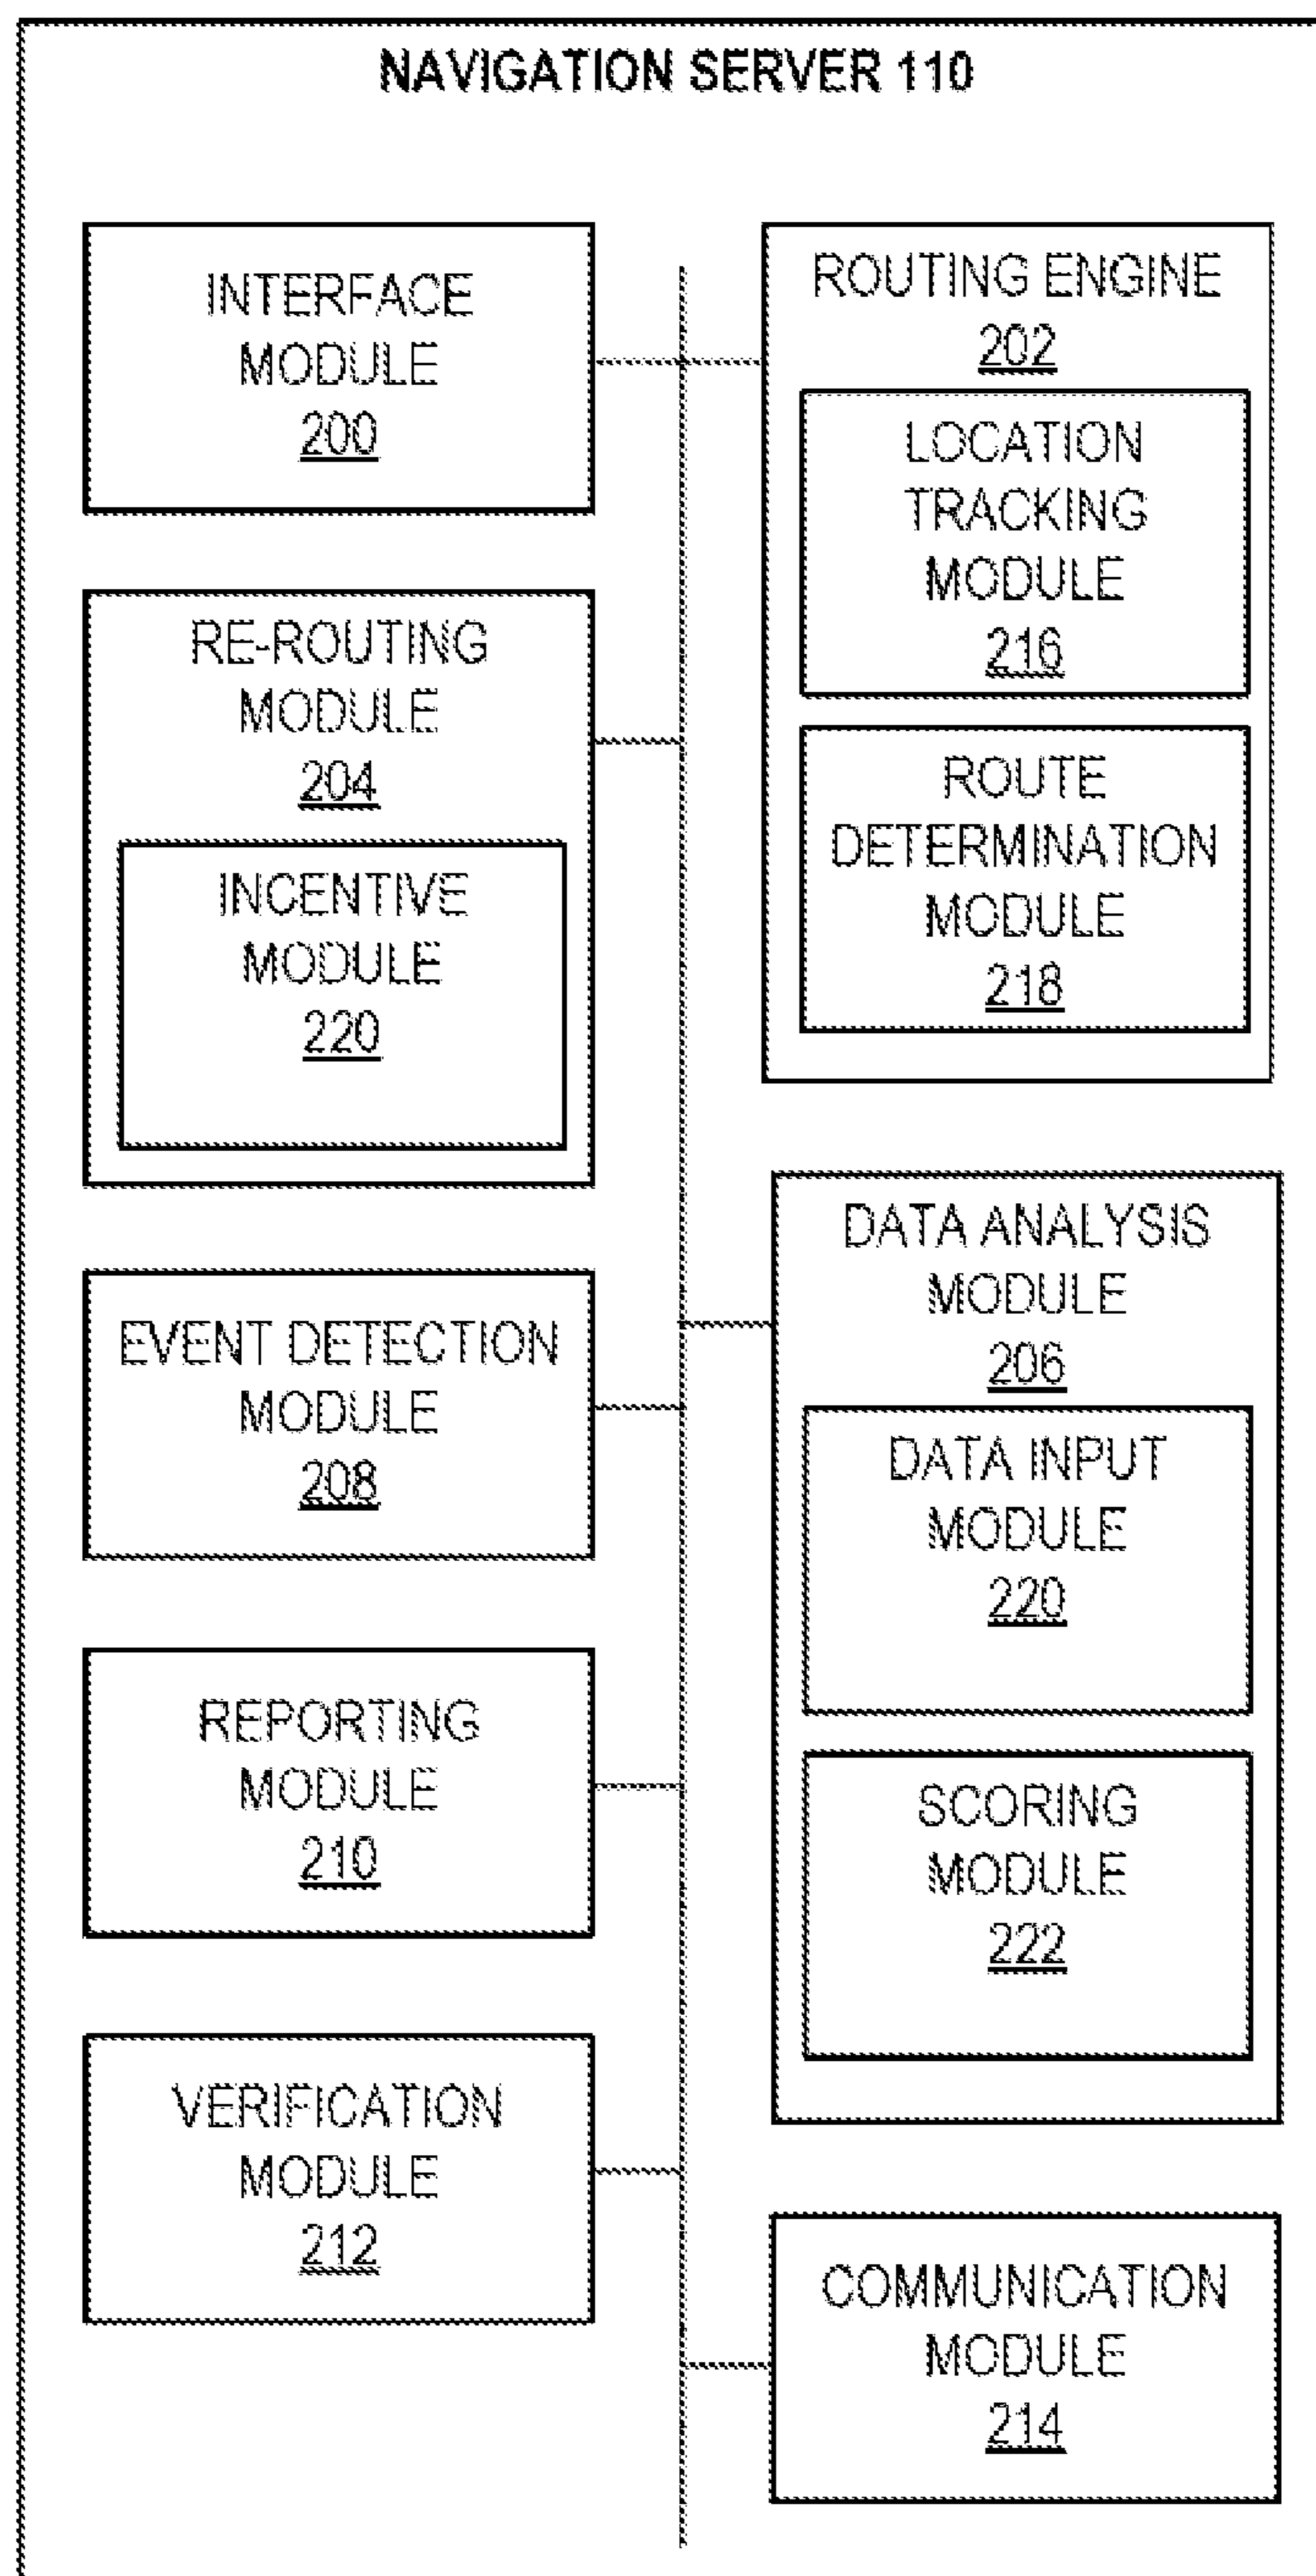 NAVIGATION SERVER 110
INTERFACE
MODULE
200
ROUTING ENGINE
202
LOCATION
TRACKING
MODULE
216
ROUTE
DETERMINATION
MODULE
218
RE-ROUTING
MODULE
204
INCENTIVE
MODULE
220
DATA ANALYSIS
MODULE
206
DATA INPUT
MODULE
220
SCORING
MODULE
222
EVENT DETECTION
MODULE
208
REPORTING
MODULE
210
VERIFICATION
MODULE
212
COMMUNICATION
MODULE
214